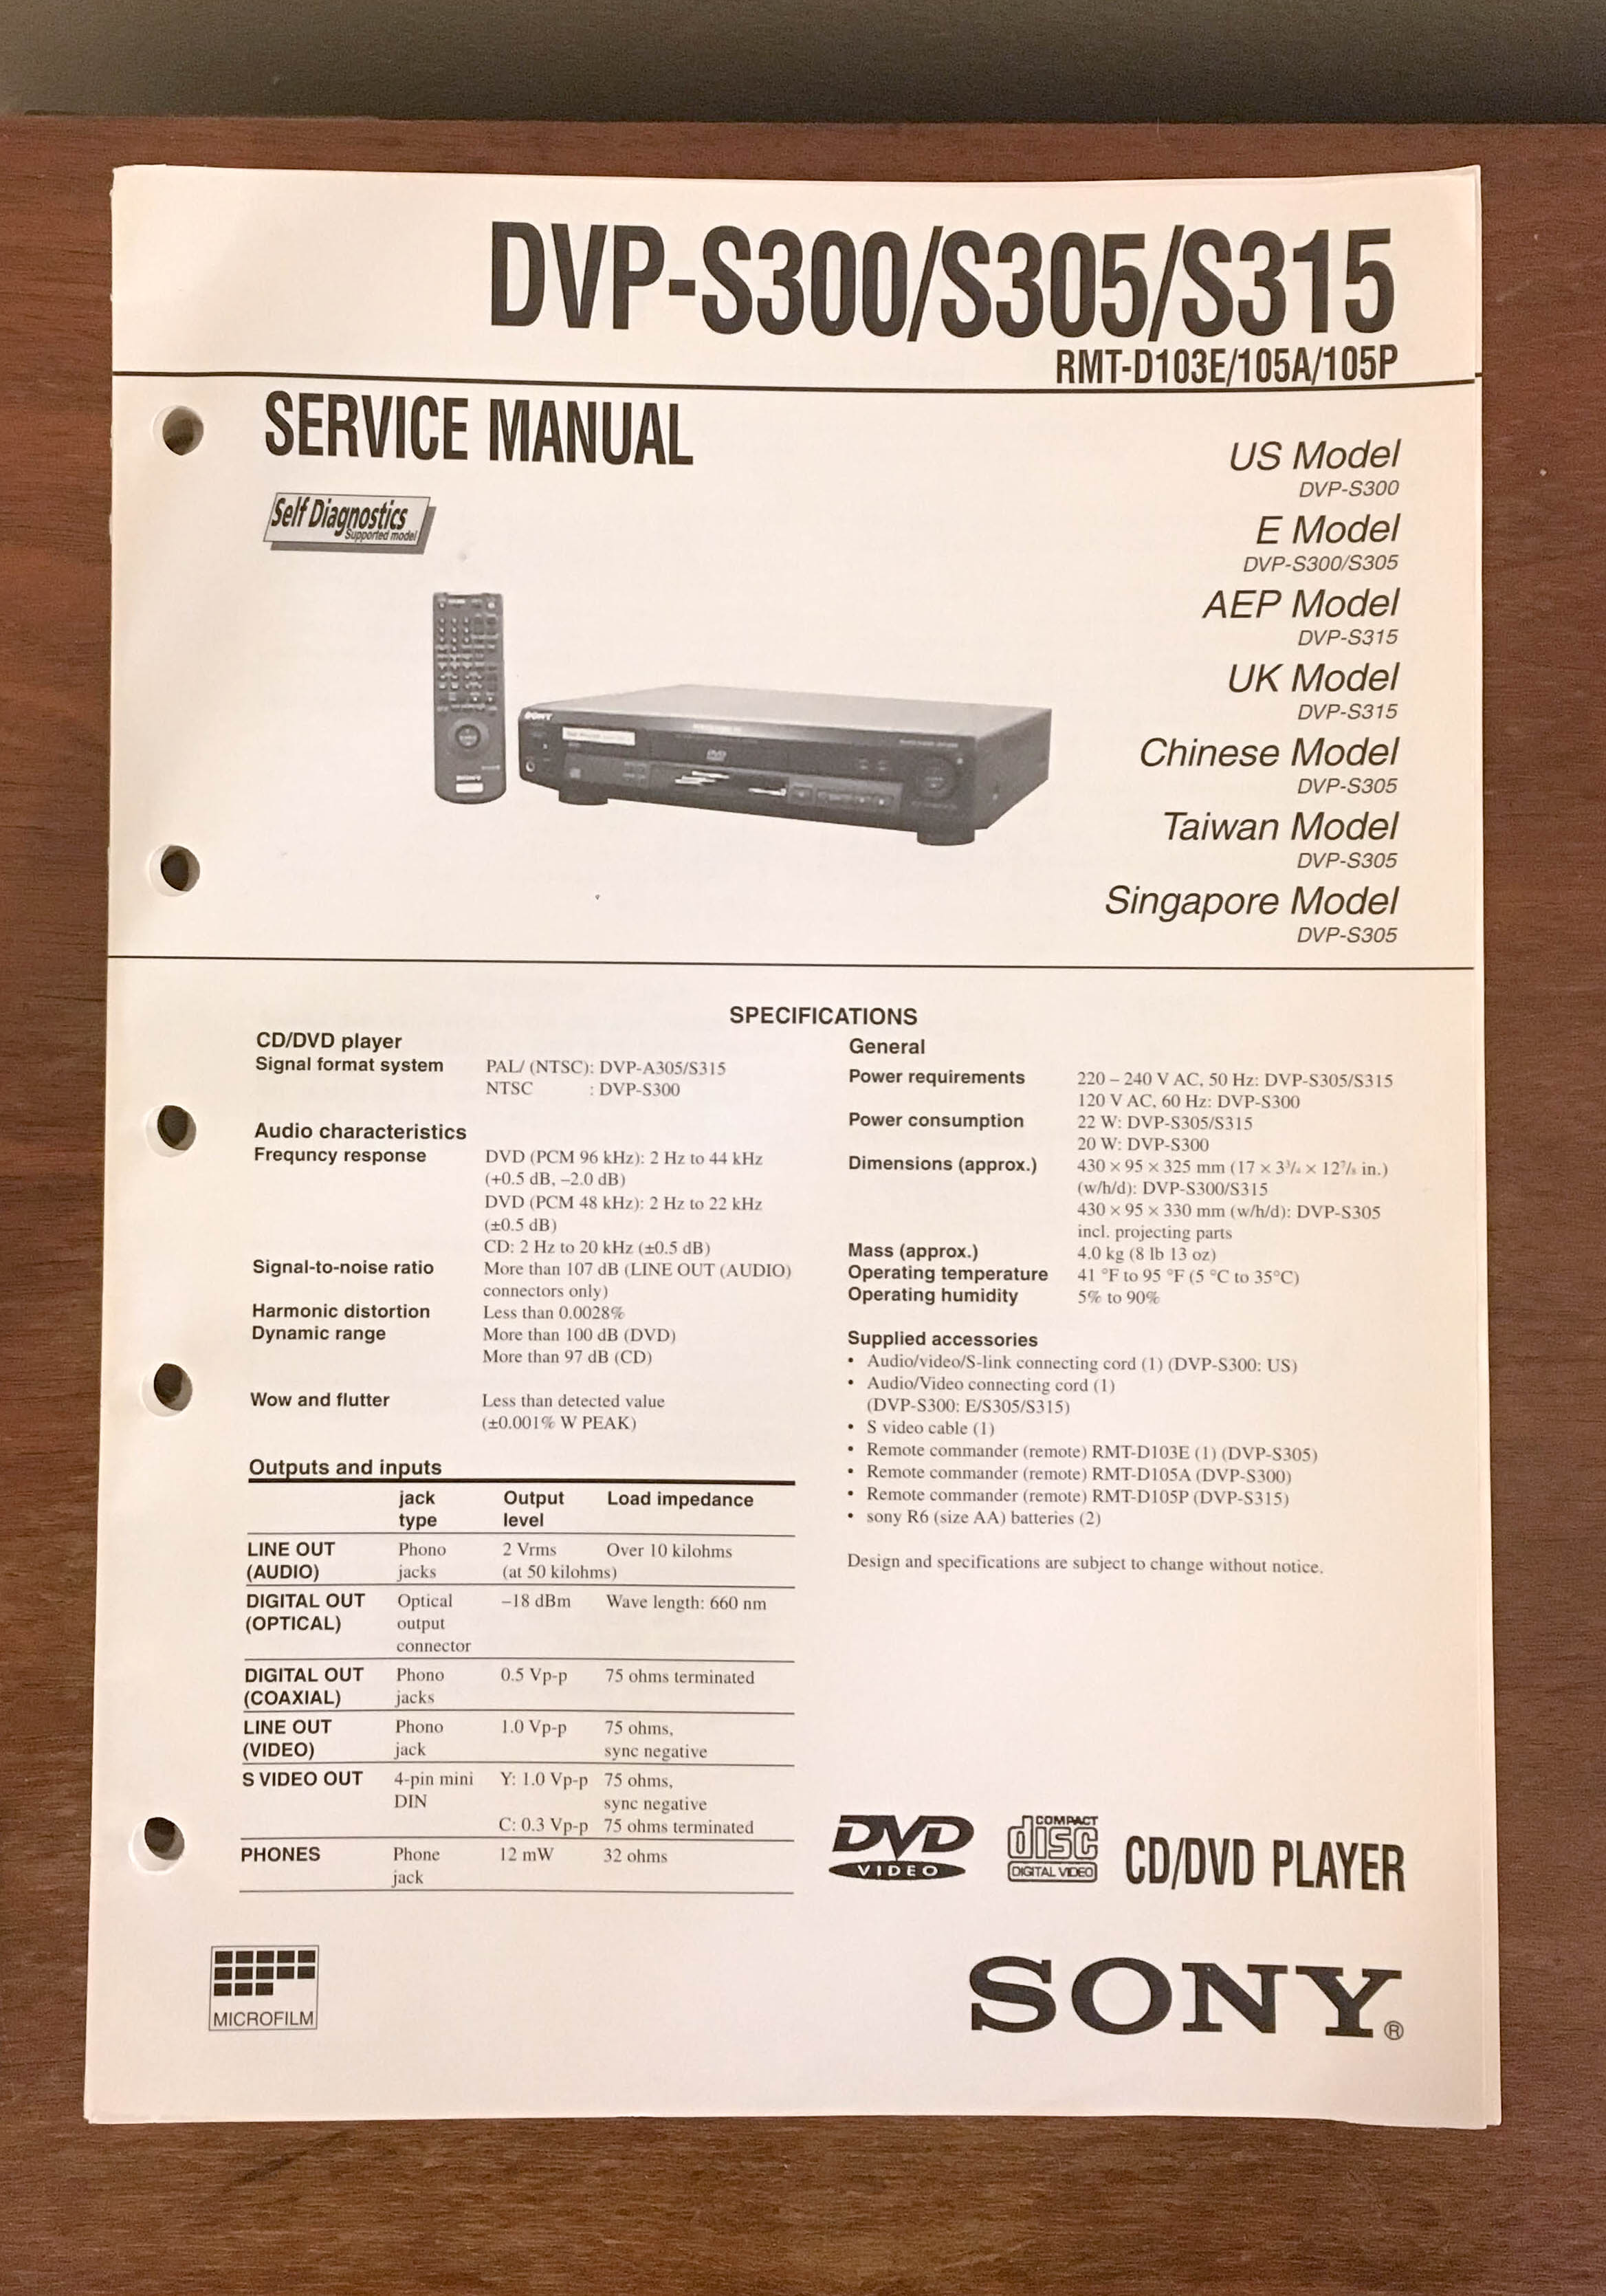 DVP-S300/S305/S315
RMT-D103E/105A/105P
SERVICE MANUAL
Self Diagnostics
Supported model
US Model
DVP-S300
E Model
DVP-S300/S305
AEP Model
DVP-S315
UK Model
DVP-S315
Chinese Model
DVP-S305
Taiwan Model
DVP-S305
Singapore Model
DVP-S305
SONY
SONY
DVD
SPECIFICATIONS
CD/DVD player
Signal format system PAL/ (NTSC): DVP-A305/S315
NTSC : DVP-S300
Audio characteristics
Frequncy response DVD (PCM 96 kHz): 2 Hz to 44 kHz
(+0.5 dB, –2.0 dB)
DVD (PCM 48 kHz): 2 Hz to 22 kHz
(±0.5 dB)
CD: 2 Hz to 20 kHz (±0.5 dB)
Signal-to-noise ratio More than 107 dB (LINE OUT (AUDIO)
connectors only)
Harmonic distortion Less than 0.0028%
Dynamic range More than 100 dB (DVD)
More than 97 dB (CD)
Wow and flutter Less than detected value
(±0.001% W PEAK)
Outputs and inputs
jack Output Load impedance
type level
LINE OUT Phono 2 Vrms Over 10 kilohms
(AUDIO) jacks (at 50 kilohms)
DIGITAL OUT Optical –18 dBm Wave length: 660 nm
(OPTICAL) output
connector
DIGITAL OUT Phono 0.5 Vp-p 75 ohms terminated
(COAXIAL) jacks
LINE OUT Phono 1.0 Vp-p 75 ohms,
(VIDEO) jack sync negative
S VIDEO OUT 4-pin mini Y: 1.0 Vp-p 75 ohms,
DIN sync negative
C: 0.3 Vp-p 75 ohms terminated
PHONES Phone 12 mW 32 ohms
jack
General
Power requirements 220 – 240 V AC, 50 Hz: DVP-S305/S315
120 V AC, 60 Hz: DVP-S300
Power consumption 22 W: DVP-S305/S315
20 W: DVP-S300
Dimensions (approx.) 430 × 95 × 325 mm (17 × 3 3/4 × 12 7/8 in.)
(w/h/d): DVP-S300/S315
430 × 95 × 330 mm (w/h/d): DVP-S305
incl. projecting parts
Mass (approx.) 4.0 kg (8 lb 13 oz)
Operating temperature 41 °F to 95 °F (5 °C to 35°C)
Operating humidity 5% to 90%
Supplied accessories
• Audio/video/S-link connecting cord (1) (DVP-S300: US)
• Audio/Video connecting cord (1)
(DVP-S300: E/S305/S315)
• S video cable (1)
• Remote commander (remote) RMT-D103E (1) (DVP-S305)
• Remote commander (remote) RMT-D105A (DVP-S300)
• Remote commander (remote) RMT-D105P (DVP-S315)
• sony R6 (size AA) batteries (2)
Design and specifications are subject to change without notice.
DVD
VIDEO
COMPACT
disc
DIGITAL VIDEO
CD/DVD PLAYER
MICROFILM
SONY®